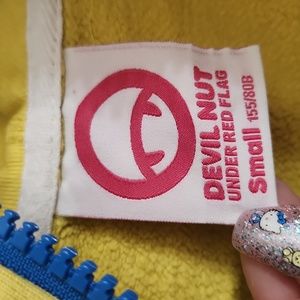 DEVIL NUT
UNDER RED FLAG
Small 155/80B